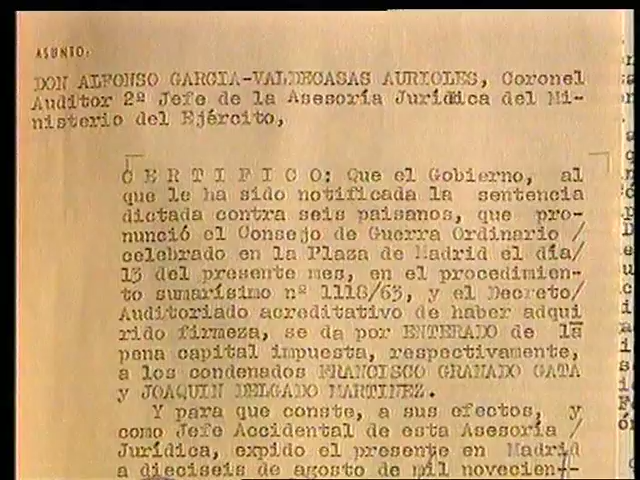 ASUNTO.
DON ALFONSO GARCIA-VALDECASAS AURIOLES, Coronel
Auditor 2º Jefe de la Asesoría Jurídica del Mi-
nisterio del Ejército,
C E R T I F I C O: Que el Gobierno, al
que le ha sido notificada la sentencia
dictada contra seis paisanos, que pro-
nunció el Consejo de Guerra Ordinario /
celebrado en la Plaza de Madrid el día/
13 del presente mes, en el procedimien-
to sumarísimo nº 1118/63, y el Decreto/
Auditoriado acreditativo de haber adqui
rido firmeza, se da por ENTERADO de la
pena capital impuesta, respectivamente,
a los condenados FRANCISCO GRANADO GATA
y JOAQUIN DELGADO MARTINEZ.
Y para que conste, a sus efectos, y
como Jefe Accidental de esta Asesoría /
Jurídica, expido el presente en Madrid
a dieciseis de agosto de mil novecien-